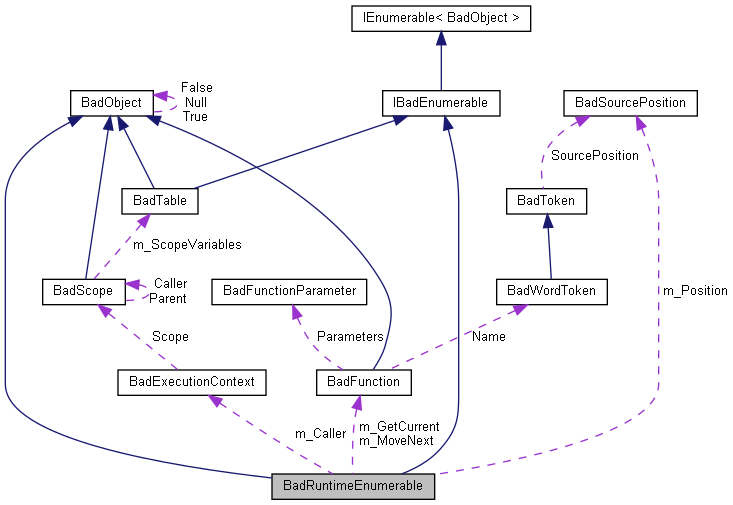 IEnumerable< BadObject >
BadObject
False
Null
True
IBadEnumerable
BadSourcePosition
SourcePosition
BadTable
BadToken
m_ScopeVariables
BadScope
Caller
Parent
BadFunctionParameter
BadWordToken
m_Position
Scope
Parameters
Name
BadExecutionContext
BadFunction
m_Caller
m_GetCurrent
m_MoveNext
BadRuntimeEnumerable